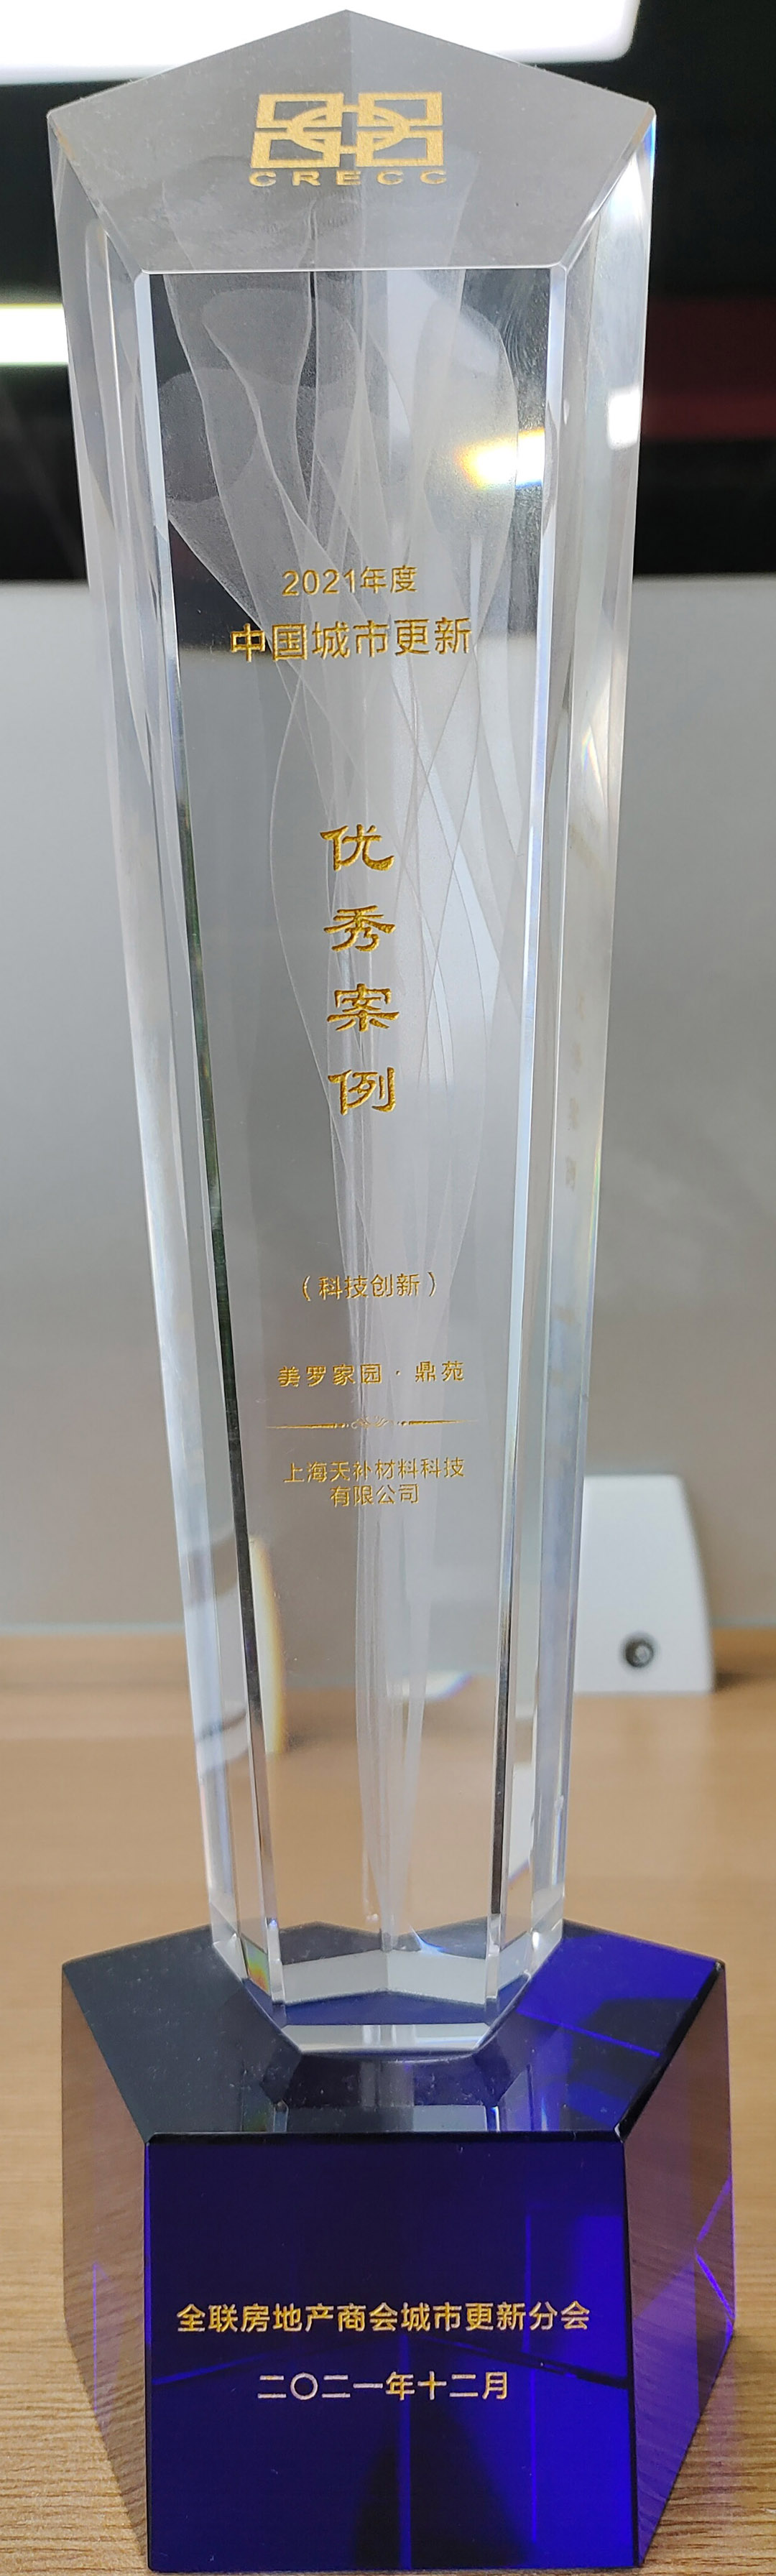 CRECC
2021年度
中国城市更新
优
秀
案
例
（科技创新）
美罗家园·鼎苑
上海天补材料科技
有限公司
全联房地产商会城市更新分会
二〇二一年十二月